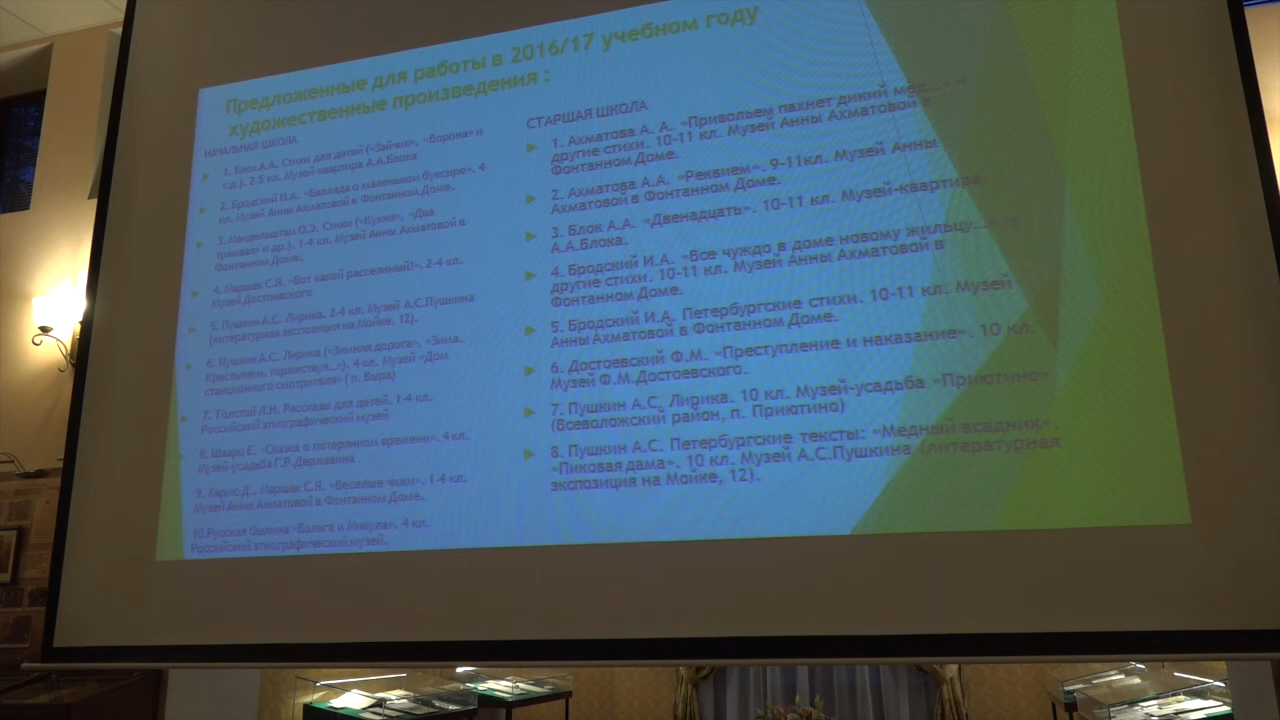 Предложенные для работы в 2016/17 учебном году
художественные произведения :
НАЧАЛЬНАЯ ШКОЛА
1. Блок А.А. Стихи для детей («Зайчик», «Ворона» и
т.д.). 2-5 кл. Музей-квартира А.А.Блока
2. Бродский И.А. «Баллада о маленьком буксире». 4
кл. Музей Анны Ахматовой в Фонтанном Доме.
3. Мандельштам О.Э. Стихи («Кухня», «Два
трамвая» и др.). 1-4 кл. Музей Анны Ахматовой в
Фонтанном Доме.
4. Маршак С.Я. «Вот какой рассеянный!», 2-4 кл.
Музей Достоевского
5. Пушкин А.С. Лирика. 2-4 кл. Музей А.С.Пушкина
(литературная экспозиция на Мойке, 12).
6. Пушкин А.С. Лирика («Зимняя дорога», «Зима.
Крестьянин, торжествуя…»). 4 кл. Музей «Дом
станционного смотрителя» ( п. Выра)
7. Толстой Л.Н. Рассказы для детей. 1-4 кл.
Российский этнографический музей
8. Шварц Е. «Сказка о потерянном времени». 4 кл.
Музей-усадьба Г.Р.Державина
9. Хармс Д., Маршак С.Я. «Веселые чижи». 1-4 кл.
Музей Анны Ахматовой в Фонтанном Доме.
10.Русская былина «Вольга и Микула». 4 кл.
Российский этнографический музей.
СТАРШАЯ ШКОЛА
1. Ахматова А. А. «Привольем пахнет дикий мед…» и
другие стихи. 10-11 кл. Музей Анны Ахматовой в
Фонтанном Доме.
2. Ахматова А.А. «Реквием». 9-11кл. Музей Анны
Ахматовой в Фонтанном Доме.
3. Блок А.А. «Двенадцать». 10-11 кл. Музей-квартира
А.А.Блока.
4. Бродский И.А. «Все чуждо в доме новому жильцу…» и
другие стихи. 10-11 кл. Музей Анны Ахматовой в
Фонтанном Доме.
5. Бродский И.А. Петербургские стихи. 10-11 кл. Музей
Анны Ахматовой в Фонтанном Доме.
6. Достоевский Ф.М. «Преступление и наказание». 10 кл.
Музей Ф.М.Достоевского.
7. Пушкин А.С. Лирика. 10 кл. Музей-усадьба «Приютино»
(Всеволожский район, п. Приютино)
8. Пушкин А.С. Петербургские тексты: «Медный всадник»,
«Пиковая дама». 10 кл. Музей А.С.Пушкина (литературная
экспозиция на Мойке, 12).